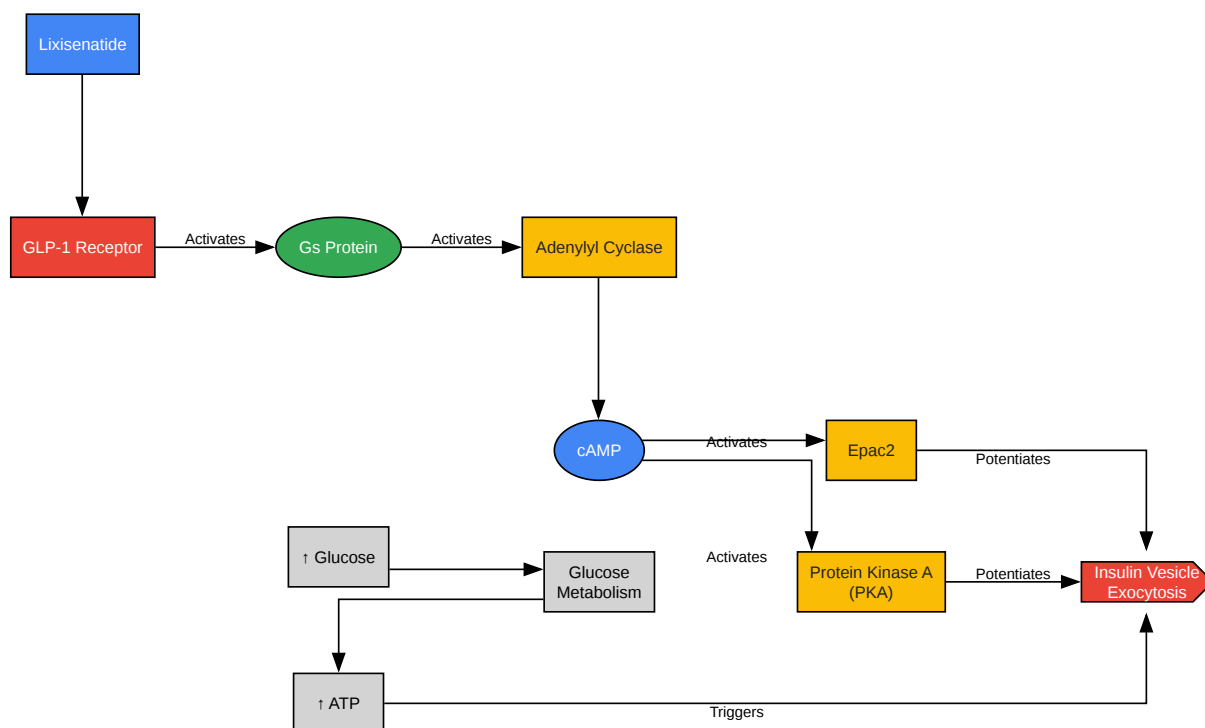 Lixisenatide
GLP-1 Receptor
Activates
Gs Protein
Activates
Adenylyl Cyclase
cAMP
Activates
Epac2
Potentiates
↑ Glucose
Glucose
Metabolism
Activates
Protein Kinase A
(PKA)
Potentiates
Insulin Vesicle
Exocytosis
↑ ATP
Triggers